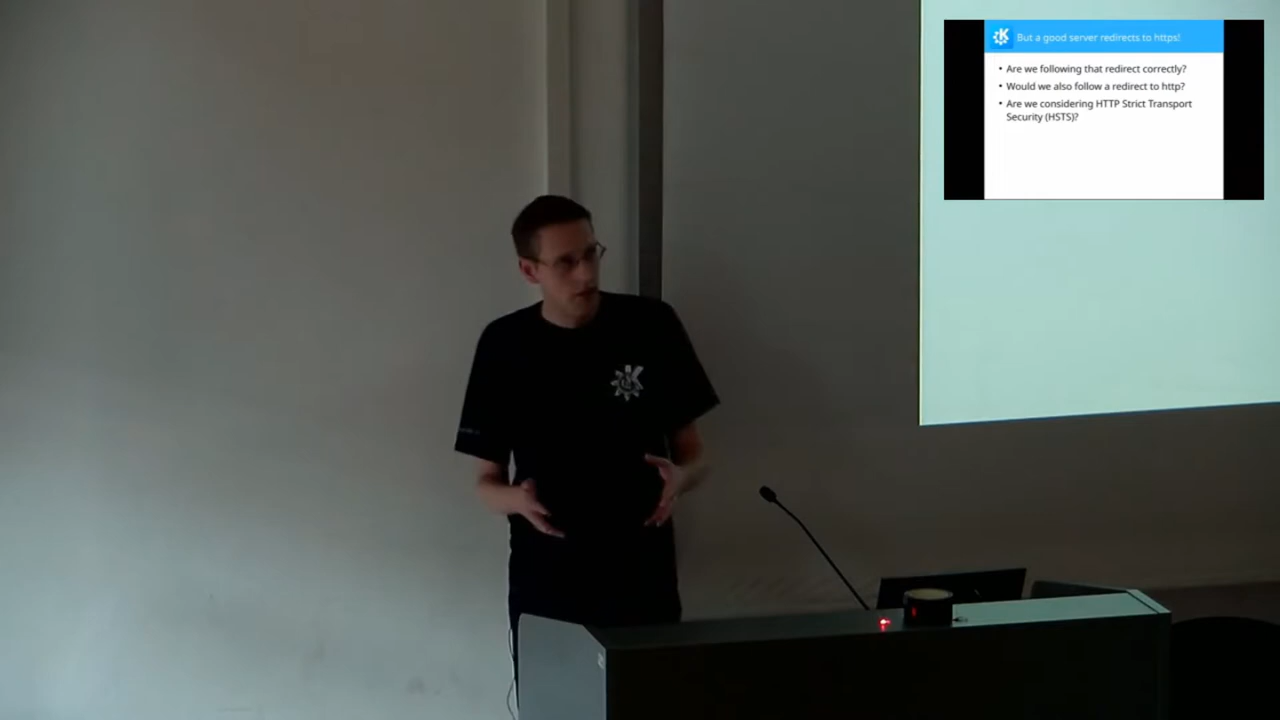 But a good server redirects to https!
• Are we following that redirect correctly?
• Would we also follow a redirect to http?
• Are we considering HTTP Strict Transport
Security (HSTS)?